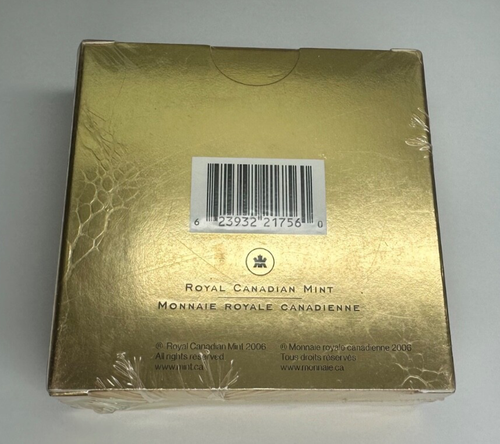 6 23932 21756 0
ROYAL CANADIAN MINT
MONNAIE ROYALE CANADIENNE
® Royal Canadian Mint 2006
All rights reserved
www.mint.ca
® Monnaie royale canadienne 2006
Tous droits réservés
www.monnaie.ca